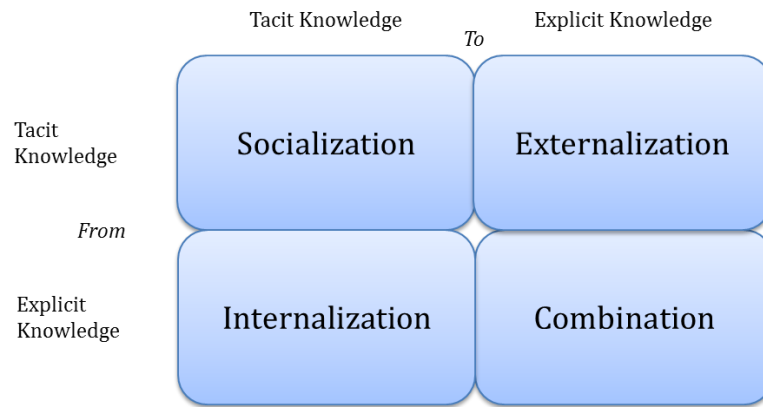 Tacit Knowledge
To
Explicit Knowledge
Tacit
Knowledge
Socialization
Externalization
From
Explicit
Knowledge
Internalization
Combination